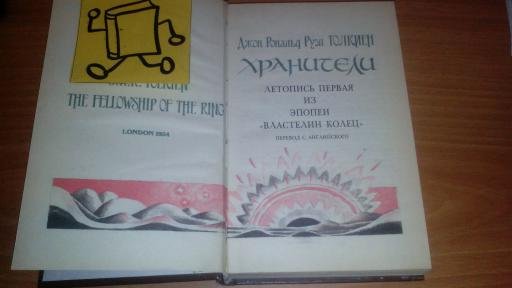 TOLKIEN
THE FELLOWSHIP OF THE RING
LONDON 1954
Джон Рональд Руэл ТОЛКИЕН
ХРАНИТЕЛИ
ЛЕТОПИСЬ ПЕРВАЯ
ИЗ
ЭПОПЕИ
«ВЛАСТЕЛИН КОЛЕЦ»
ПЕРЕВОД С АНГЛИЙСКОГО